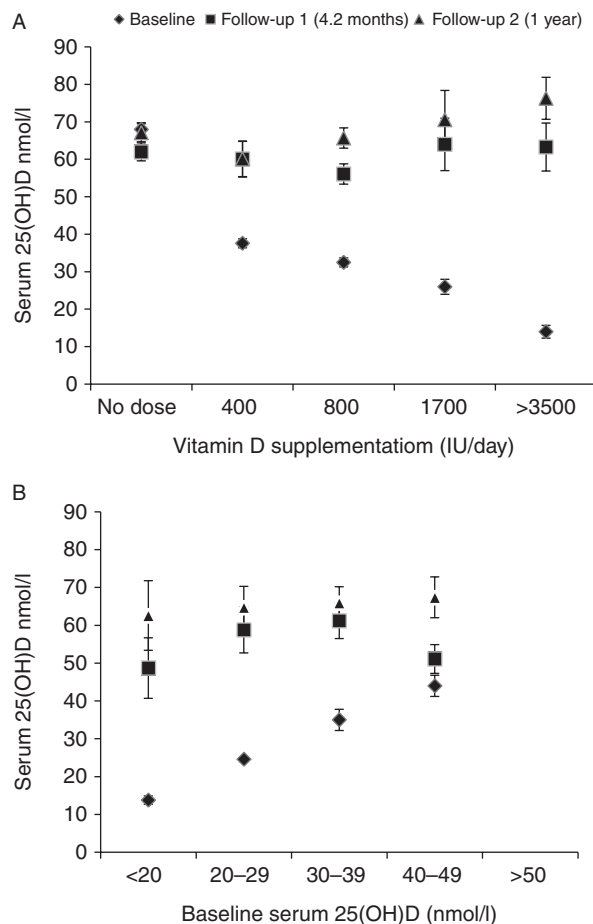 A
Baseline Follow-up 1 (4.2 months) Follow-up 2 (1 year)
90
80
70
60
50
40
30
20
10
0
Serum 25(OH)D nmol/l
No dose 400 800 1700 >3500
Vitamin D supplementatiom (IU/day)
B
90
80
70
60
50
40
30
20
10
0
Serum 25(OH)D nmol/l
<20 20–29 30–39 40–49 >50
Baseline serum 25(OH)D (nmol/l)